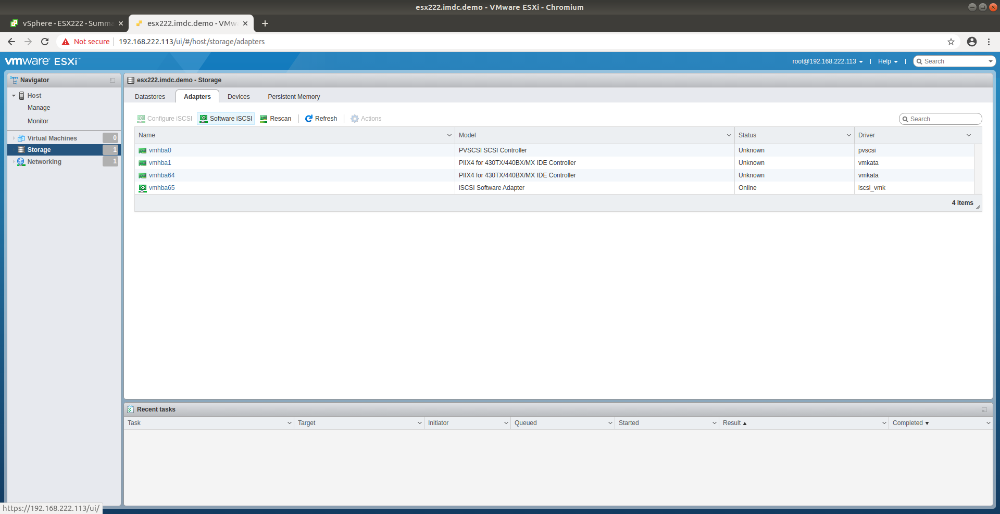 esx222.imdc.demo - VMware ESXi - Chromium
vSphere - ESX222 - Summa
esx222.imdc.demo - VMw
Not secure
192.168.222.113/ui/#/host/storage/adapters
vmware ESXi™
root@192.168.222.113
Help
Search
Navigator
Host
Manage
Monitor
Virtual Machines 0
Storage 1
Networking 1
esx222.imdc.demo - Storage
Datastores Adapters Devices Persistent Memory
Configure iSCSI Software iSCSI Rescan Refresh Actions
Search
Name Model Status Driver
vmhba0 PVSCSI SCSI Controller Unknown pvscsi
vmhba1 PIIX4 for 430TX/440BX/MX IDE Controller Unknown vmkata
vmhba64 PIIX4 for 430TX/440BX/MX IDE Controller Unknown vmkata
vmhba65 iSCSI Software Adapter Online iscsi_vmk
4 items
Recent tasks
Task Target Initiator Queued Started Result ▲ Completed ▼
https://192.168.222.113/ui/